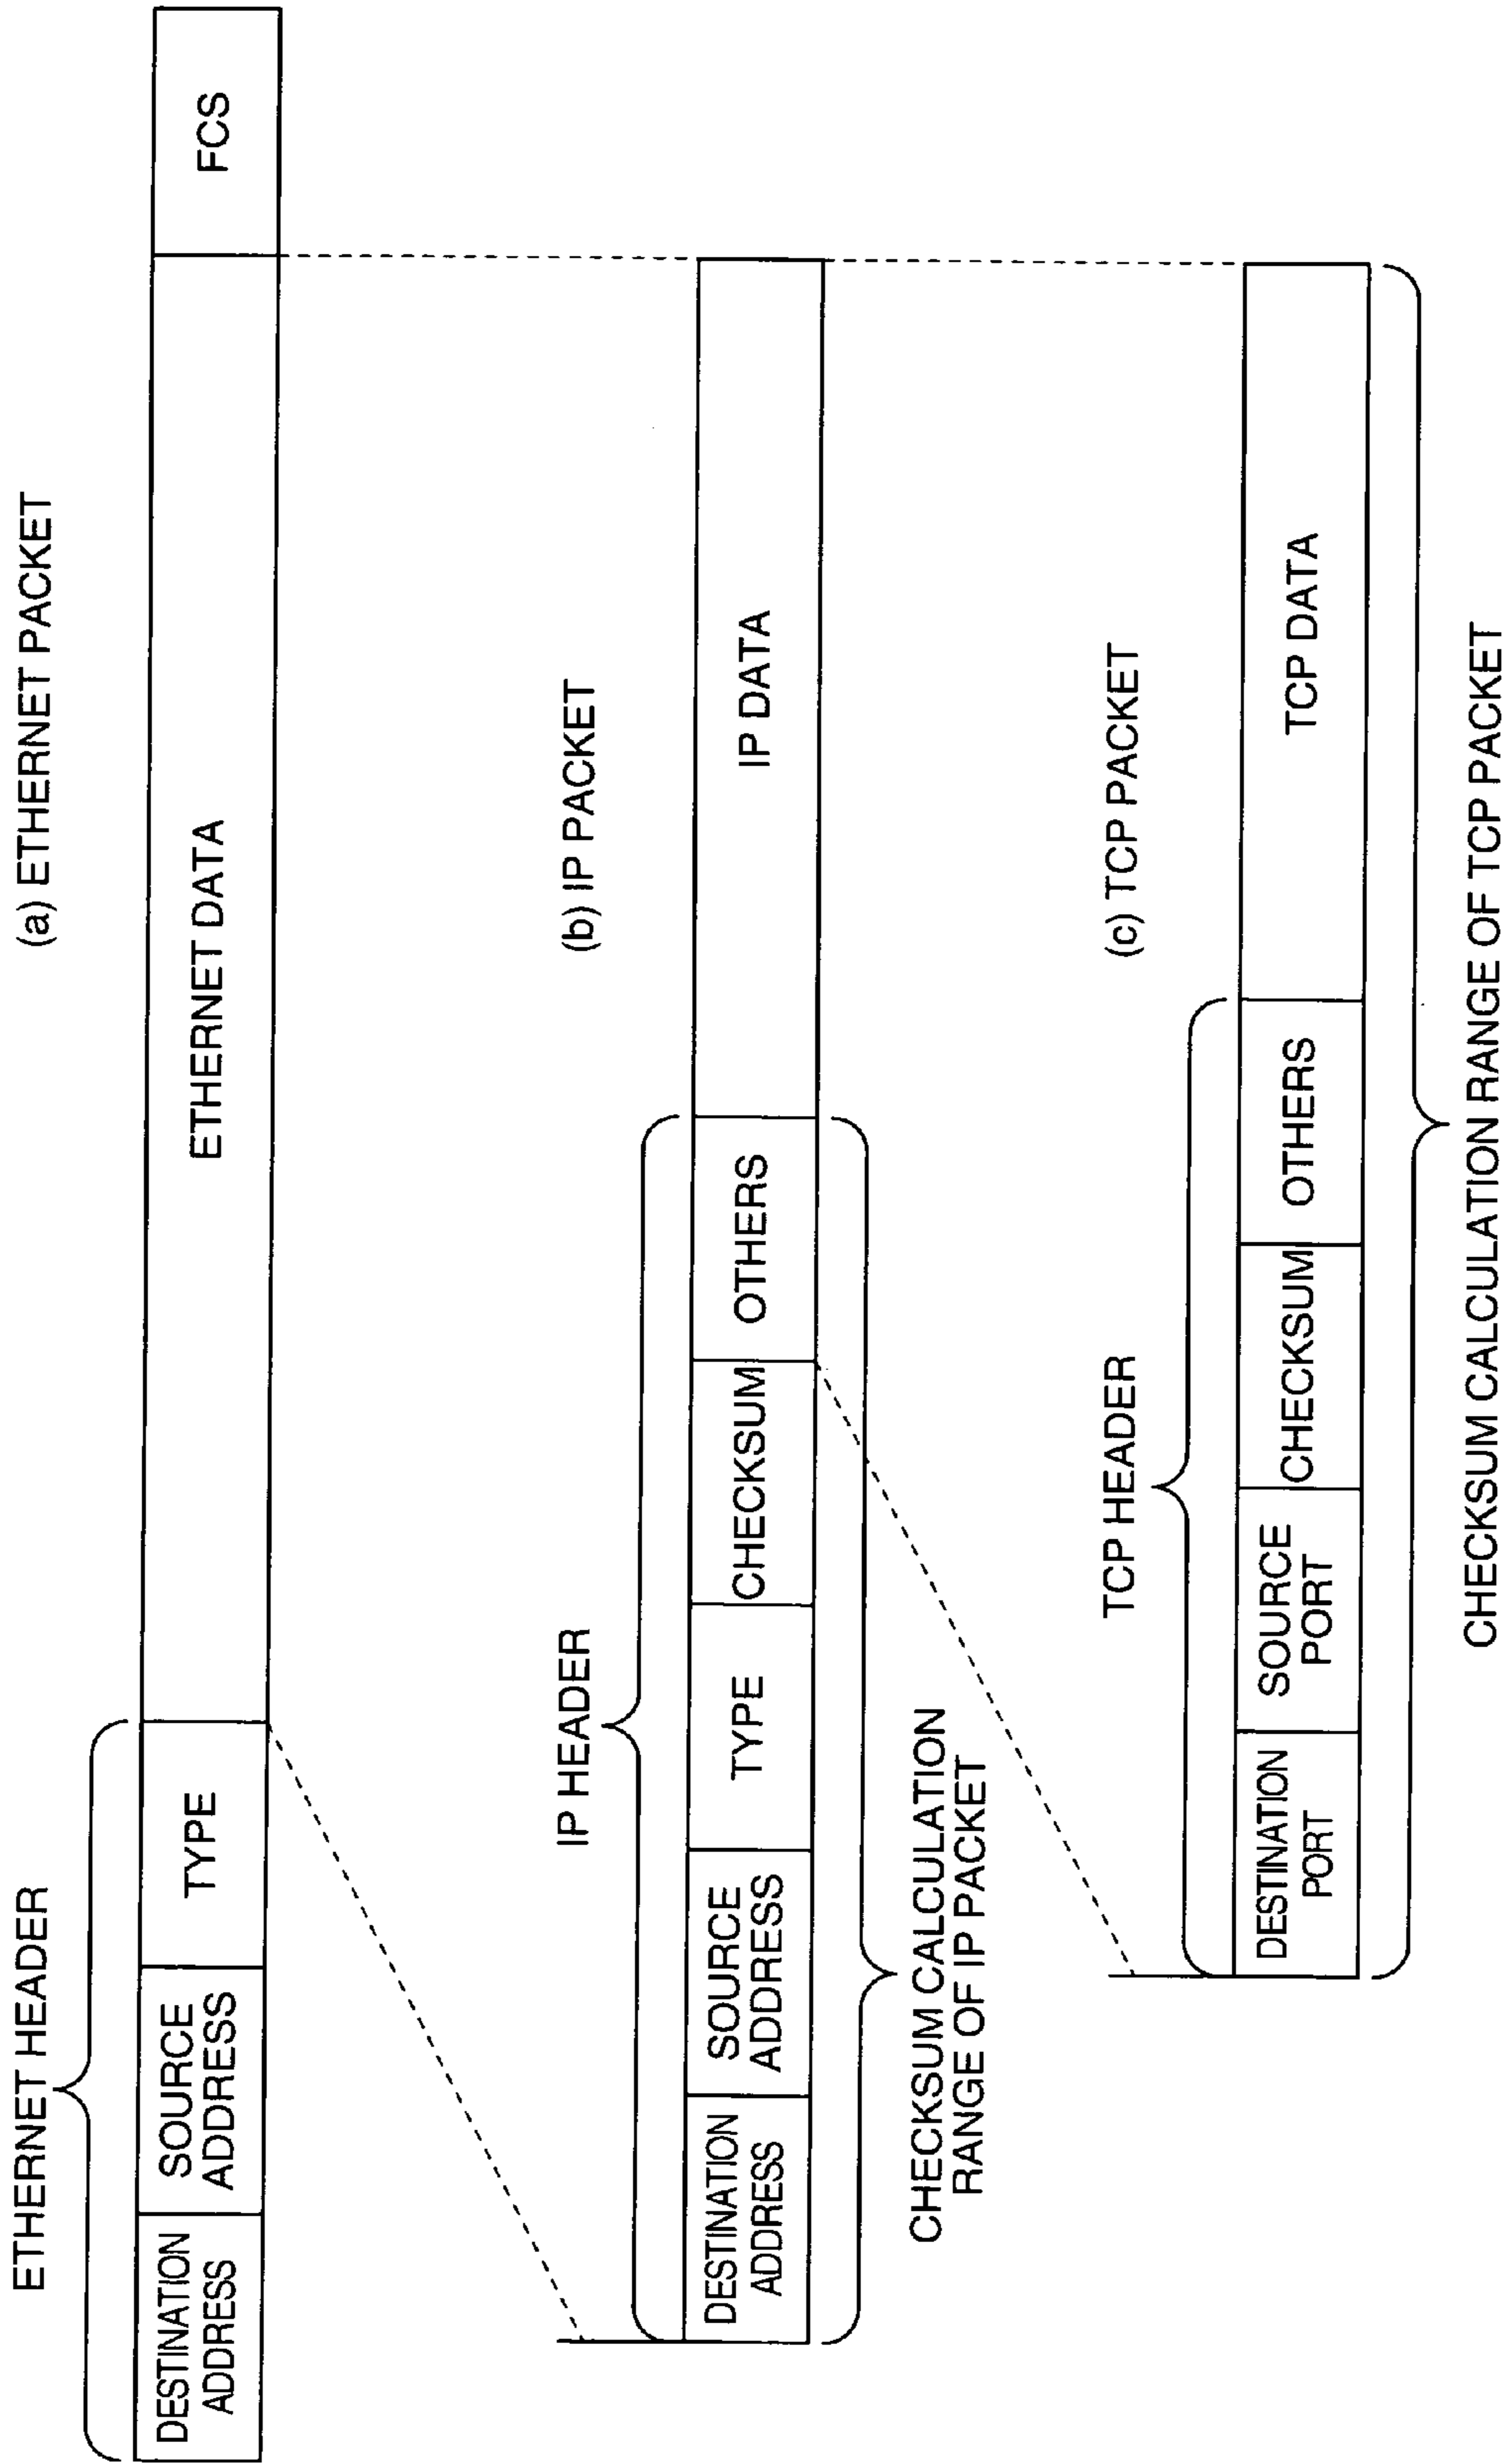 (a) ETHERNET PACKET
ETHERNET HEADER
DESTINATION
ADDRESS
SOURCE
ADDRESS
TYPE
ETHERNET DATA
FCS
(b) IP PACKET
IP HEADER
DESTINATION
ADDRESS
SOURCE
ADDRESS
TYPE
CHECKSUM
OTHERS
IP DATA
CHECKSUM CALCULATION
RANGE OF IP PACKET
(c) TCP PACKET
TCP HEADER
DESTINATION
PORT
SOURCE
PORT
CHECKSUM
OTHERS
TCP DATA
CHECKSUM CALCULATION RANGE OF TCP PACKET